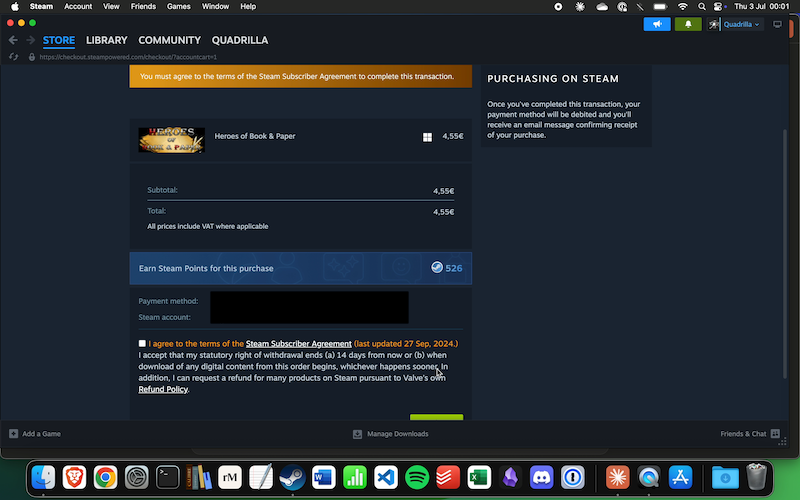 Steam Account View Friends Games Window Help Thu 3 Jul 00:01
STORE LIBRARY COMMUNITY QUADRILLA
Quadrilla
https://checkout.steampowered.com/checkout/?accountcart=1
You must agree to the terms of the Steam Subscriber Agreement to complete this transaction.
HEROES OF BOOK & PAPER
Heroes of Book & Paper
4,55€
Subtotal: 4,55€
Total: 4,55€
All prices include VAT where applicable
Earn Steam Points for this purchase 526
Payment method:
Steam account:
I agree to the terms of the Steam Subscriber Agreement (last updated 27 Sep, 2024.)
I accept that my statutory right of withdrawal ends (a) 14 days from now or (b) when
download of any digital content from this order begins, whichever happens sooner. In
addition, I can request a refund for many products on Steam pursuant to Valve's own
Refund Policy.
PURCHASING ON STEAM
Once you've completed this transaction, your
payment method will be debited and you'll
receive an email message confirming receipt
of your purchase.
Add a Game Manage Downloads Friends & Chat
rM